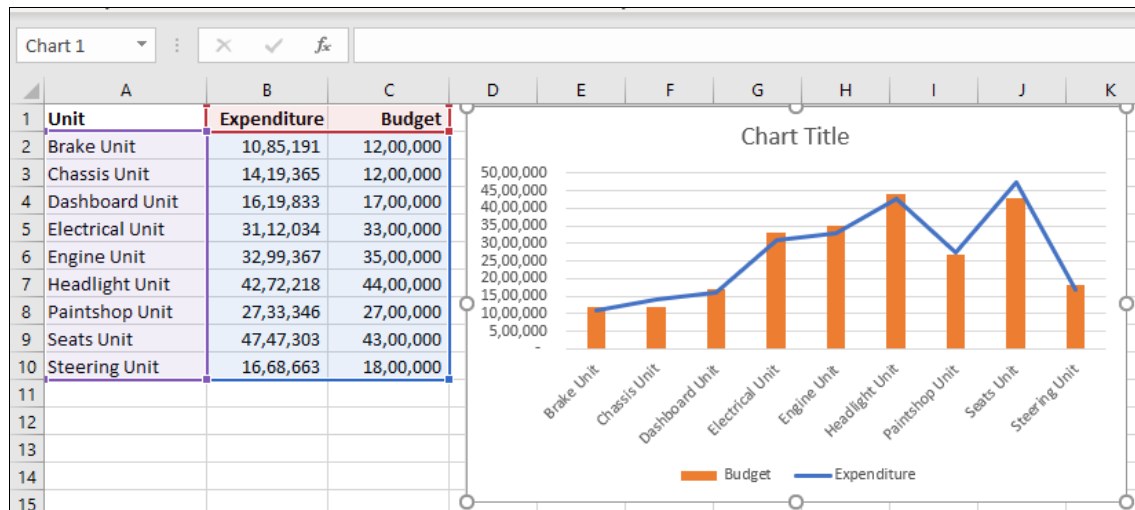 Chart 1 fx
A B C D E F G H I J K
1 Unit Expenditure Budget
2 Brake Unit 10,85,191 12,00,000
3 Chassis Unit 14,19,365 12,00,000
4 Dashboard Unit 16,19,833 17,00,000
5 Electrical Unit 31,12,034 33,00,000
6 Engine Unit 32,99,367 35,00,000
7 Headlight Unit 42,72,218 44,00,000
8 Paintshop Unit 27,33,346 27,00,000
9 Seats Unit 47,47,303 43,00,000
10 Steering Unit 16,68,663 18,00,000
11
12
13
14
15
Chart Title
50,00,000
45,00,000
40,00,000
35,00,000
30,00,000
25,00,000
20,00,000
15,00,000
10,00,000
5,00,000
-
Brake Unit Chassis Unit Dashboard Unit Electrical Unit Engine Unit Headlight Unit Paintshop Unit Seats Unit Steering Unit
Budget Expenditure